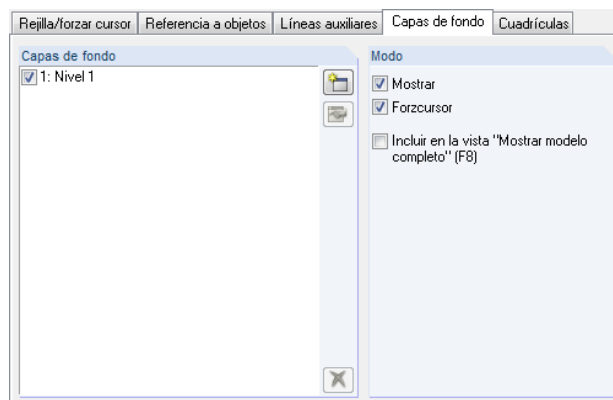 Rejilla/forzar cursor
Referencia a objetos
Líneas auxiliares
Capas de fondo
Cuadrículas
Capas de fondo
1: Nivel 1
Modo
Mostrar
Forzcursor
Incluir en la vista "Mostrar modelo
completo" (F8)